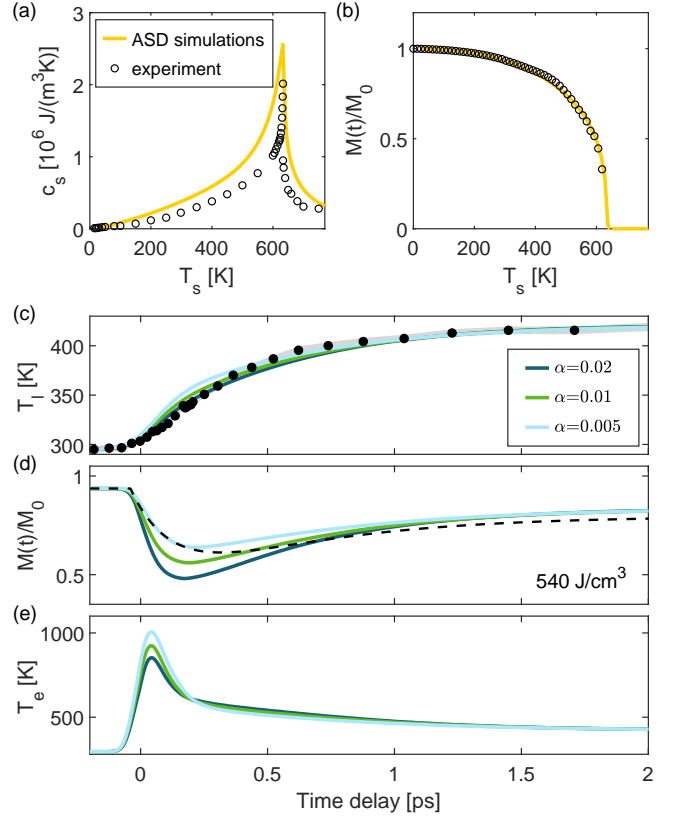 (a)
3
2
1
0
c_s [10^6 J/(m^3K)]
ASD simulations
experiment
0 200 400 600
T_s [K]
(b)
1
0.5
0
M(t)/M_0
0 200 400 600
T_s [K]
(c)
400
350
300
T_l [K]
α=0.02
α=0.01
α=0.005
(d)
1
0.5
M(t)/M_0
540 J/cm^3
(e)
1000
500
T_e [K]
0 0.5 1 1.5 2
Time delay [ps]